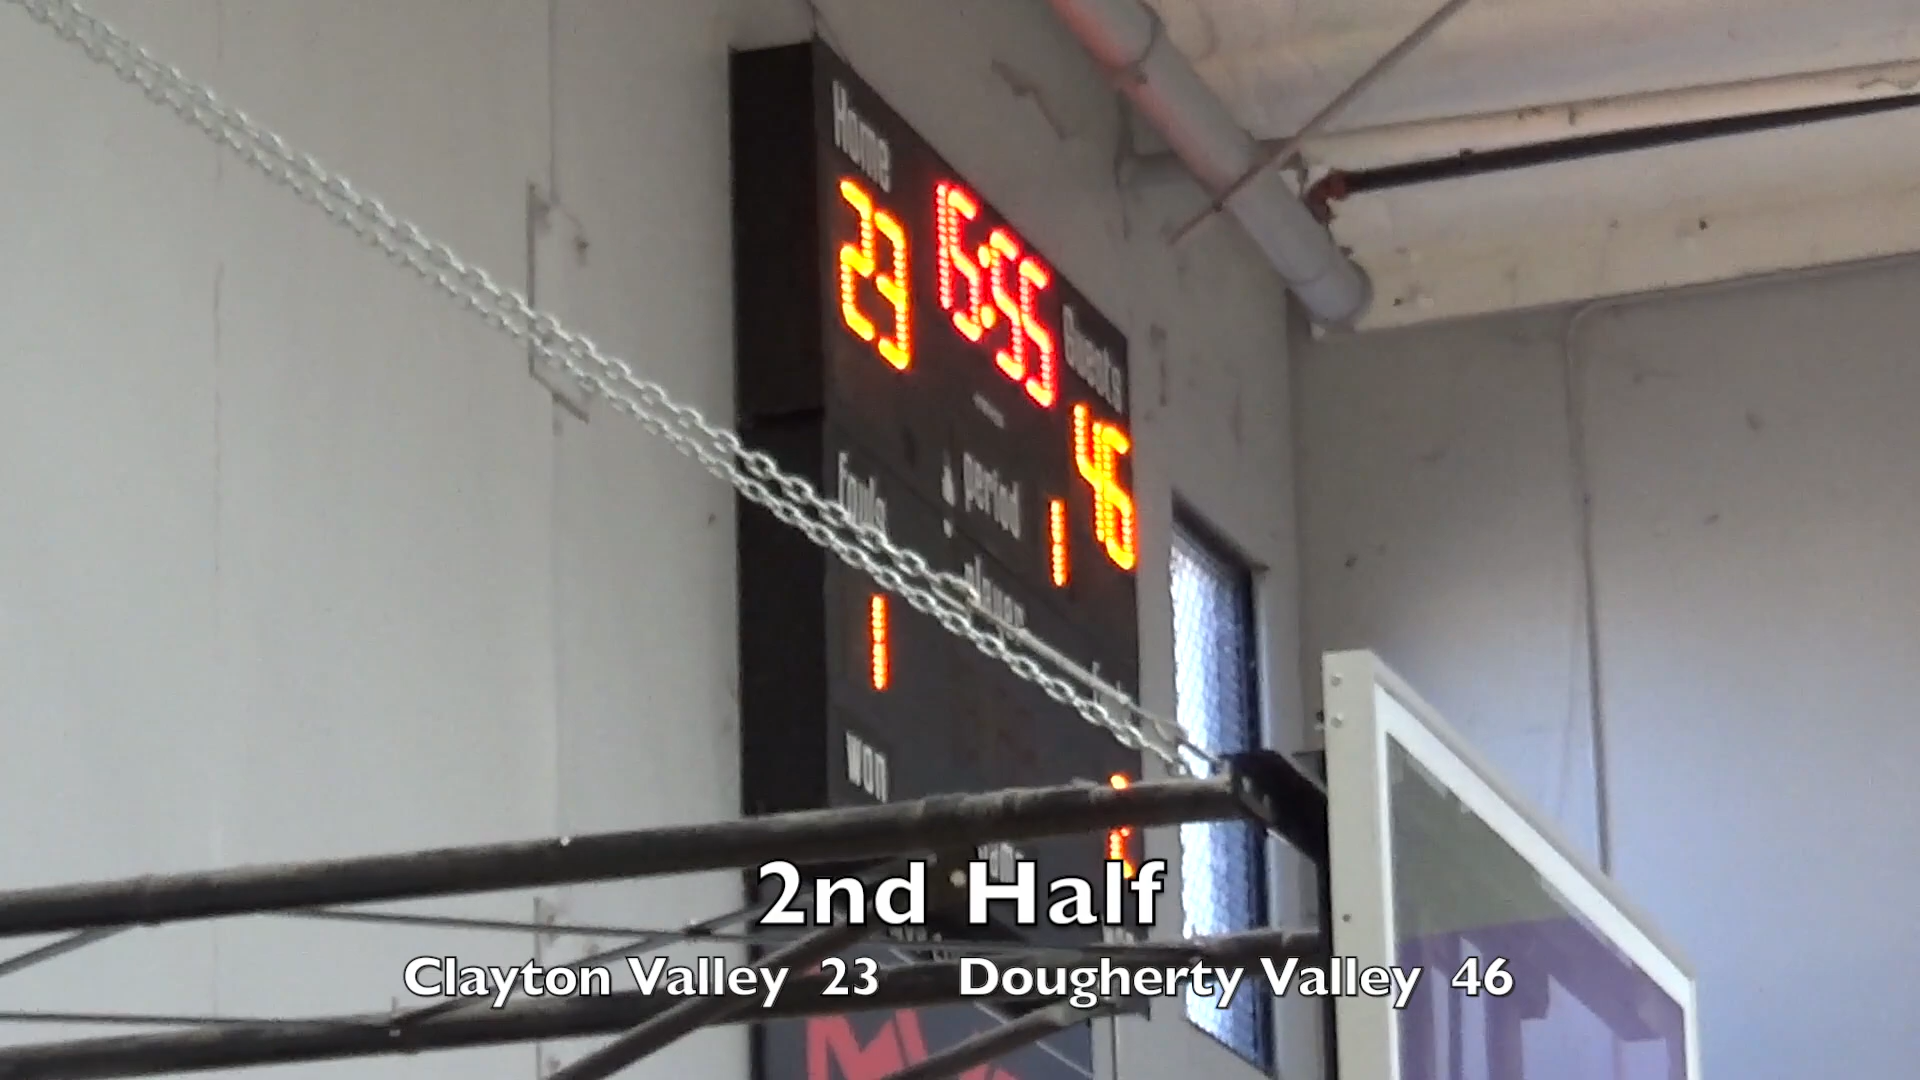 Home
23
15:55
Guests
46
Fouls
period
1
player
1
won
2nd Half
Clayton Valley 23 Dougherty Valley 46